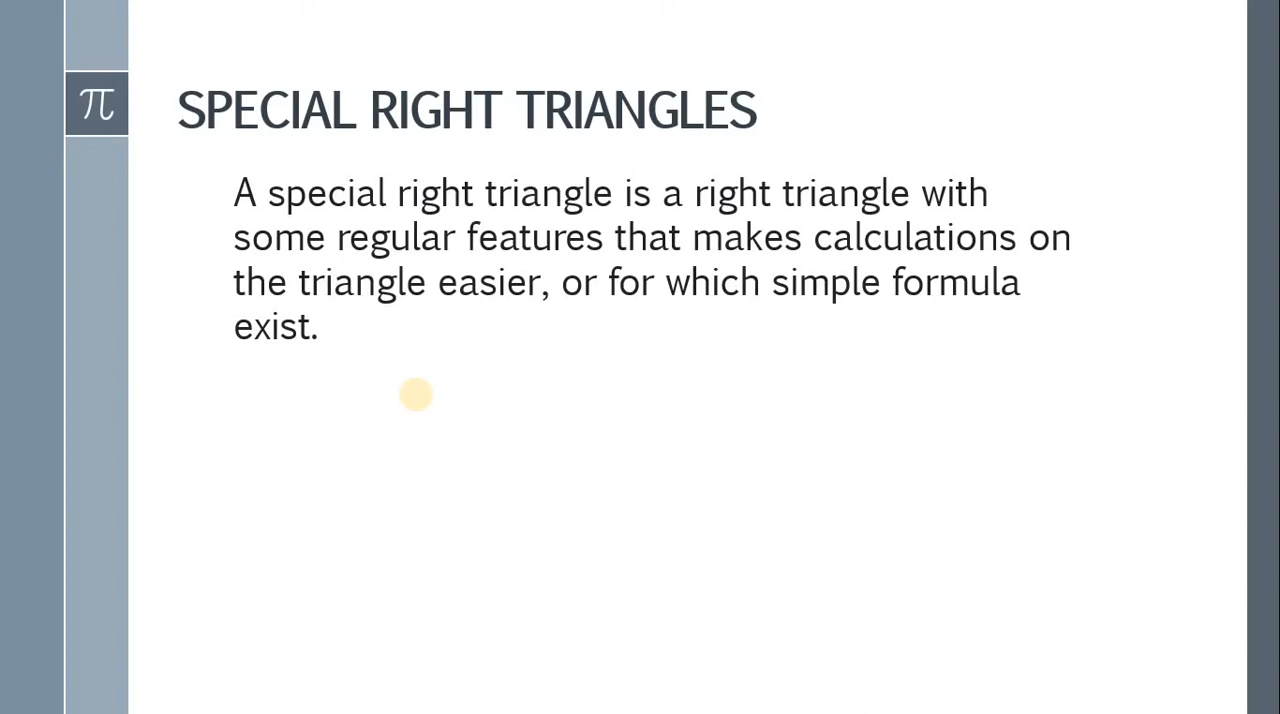 π
SPECIAL RIGHT TRIANGLES
A special right triangle is a right triangle with
some regular features that makes calculations on
the triangle easier, or for which simple formula
exist.